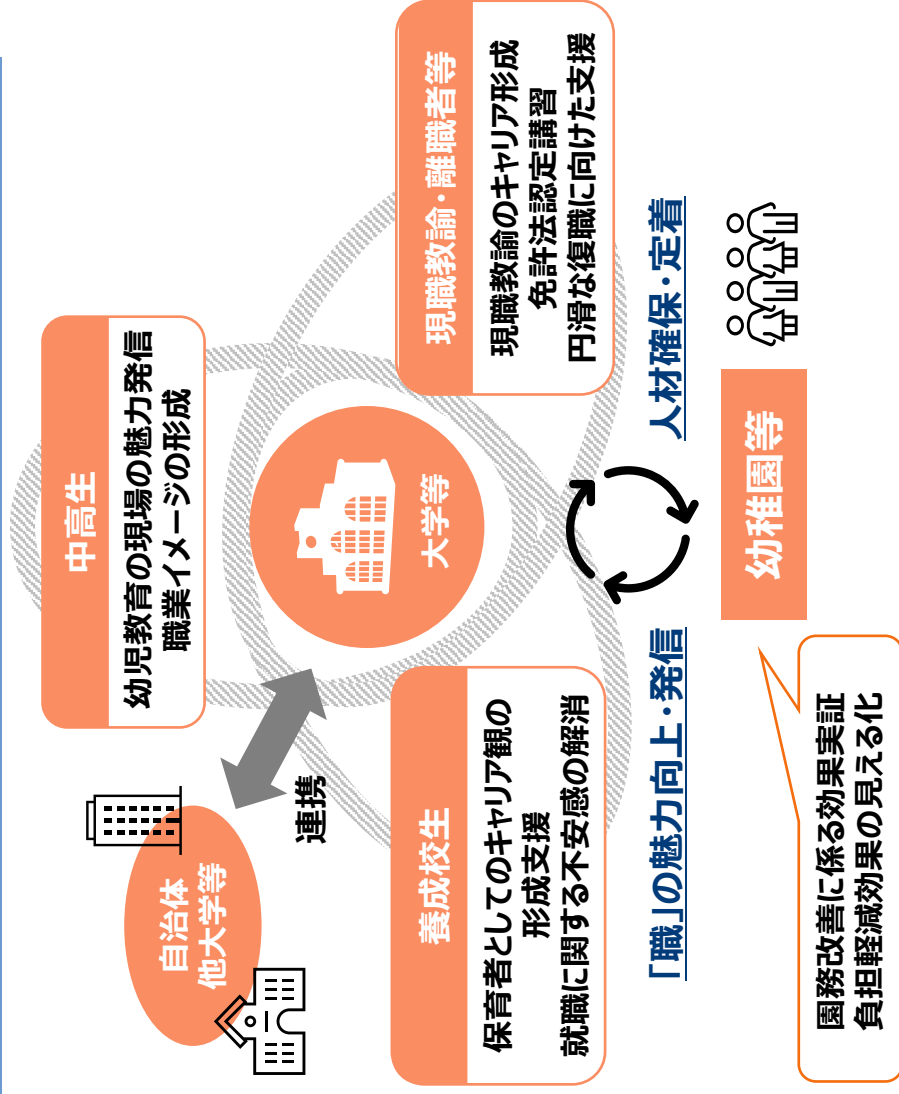 自治体
他大学等
連携
中高生
幼児教育の現場の魅力発信
職業イメージの形成
大学等
養成校生
保育者としてのキャリア観の
形成支援
就職に関する不安感の解消
現職教諭・離職者等
現職教諭のキャリア形成
免許法認定講習
円滑な復職に向けた支援
「職」の魅力向上・発信
人材確保・定着
幼稚園等
園務改善に係る効果実証
負担軽減効果の見える化